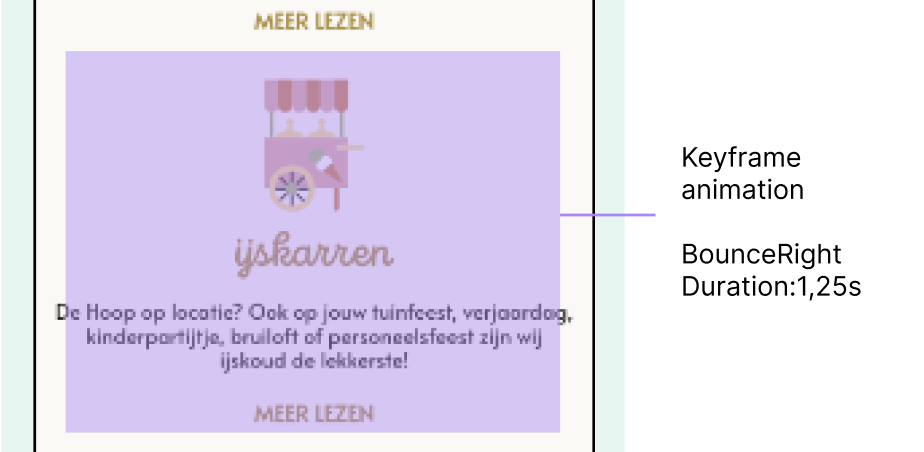 MEER LEZEN
ijskarren
De Hoop op locatie? Ook op jouw tuinfeest, verjaardag,
kinderpartijtje, bruiloft of personeelsfeest zijn wij
ijskoud de lekkerste!
MEER LEZEN
Keyframe
animation
BounceRight
Duration:1,25s